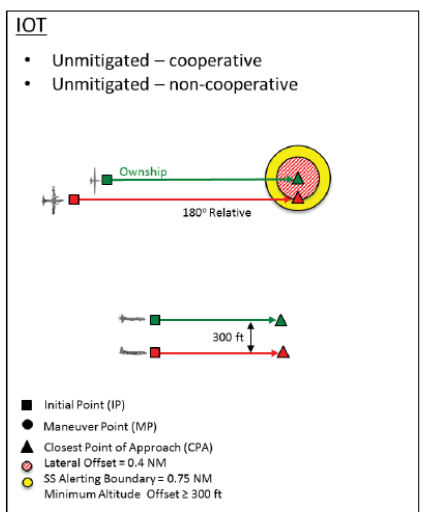 IOT
• Unmitigated – cooperative
• Unmitigated – non-cooperative
Ownship
180° Relative
300 ft
Initial Point (IP)
Maneuver Point (MP)
Closest Point of Approach (CPA)
Lateral Offset = 0.4 NM
SS Alerting Boundary = 0.75 NM
Minimum Altitude Offset ≥ 300 ft